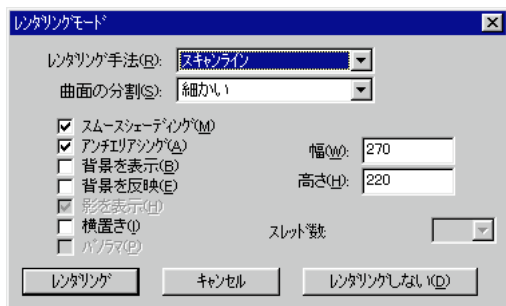 レンダリングモード
レンダリング手法(R): スキャンライン
曲面の分割(S): 細かい
スムースシェーディング(M)
アンチエリアシング(A)
背景を表示(B)
背景を反映(E)
影を表示(H)
横置き(I)
パノラマ(P)
幅(W): 270
高さ(H): 220
スレッド数
レンダリング キャンセル レンダリングしない(D)